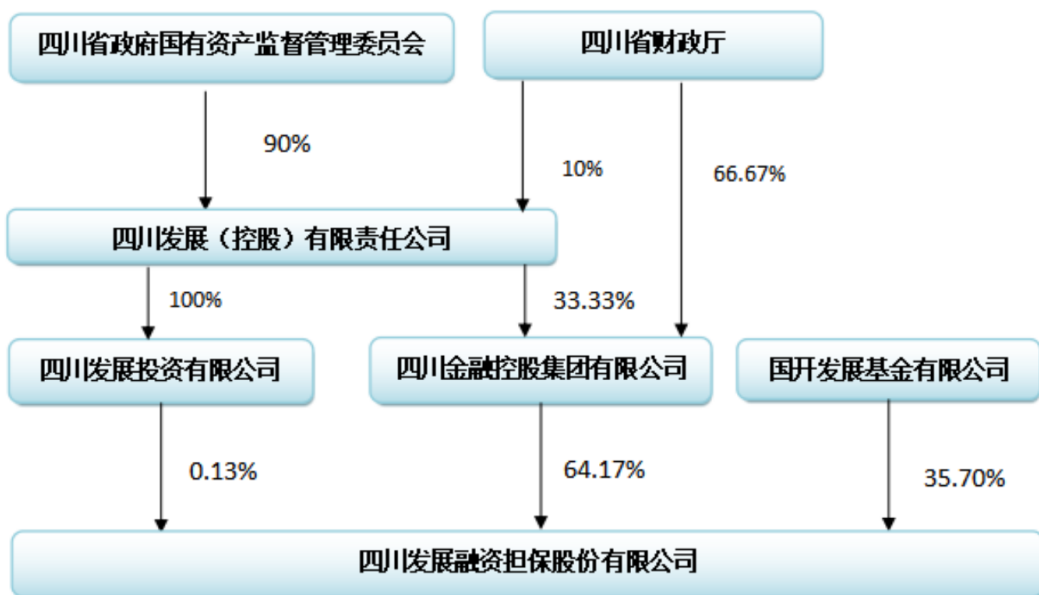 四川省政府国有资产监督管理委员会
四川省财政厅
90%
10%
66.67%
四川发展（控股）有限责任公司
100%
33.33%
四川发展投资有限公司
四川金融控股集团有限公司
国开发展基金有限公司
0.13%
64.17%
35.70%
四川发展融资担保股份有限公司